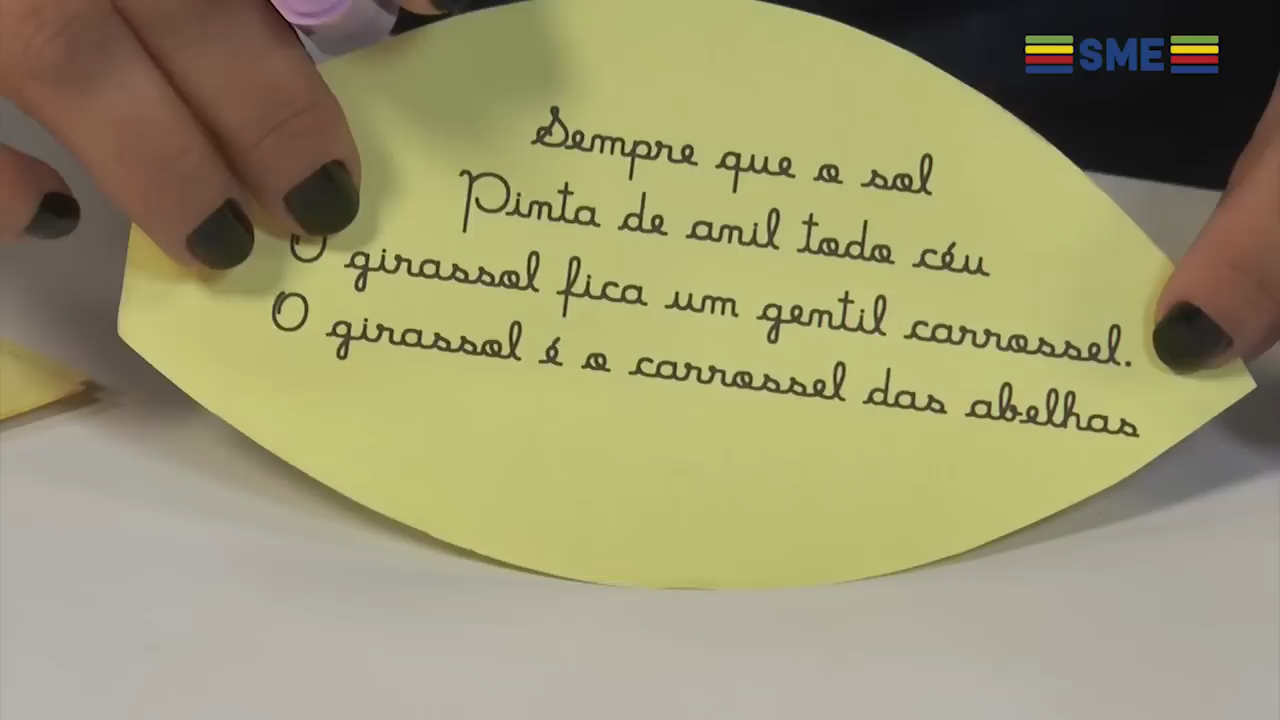 SME
Sempre que o sol
Pinta de anil todo céu
O girassol fica um gentil carrossel.
O girassol é o carrossel das abelhas